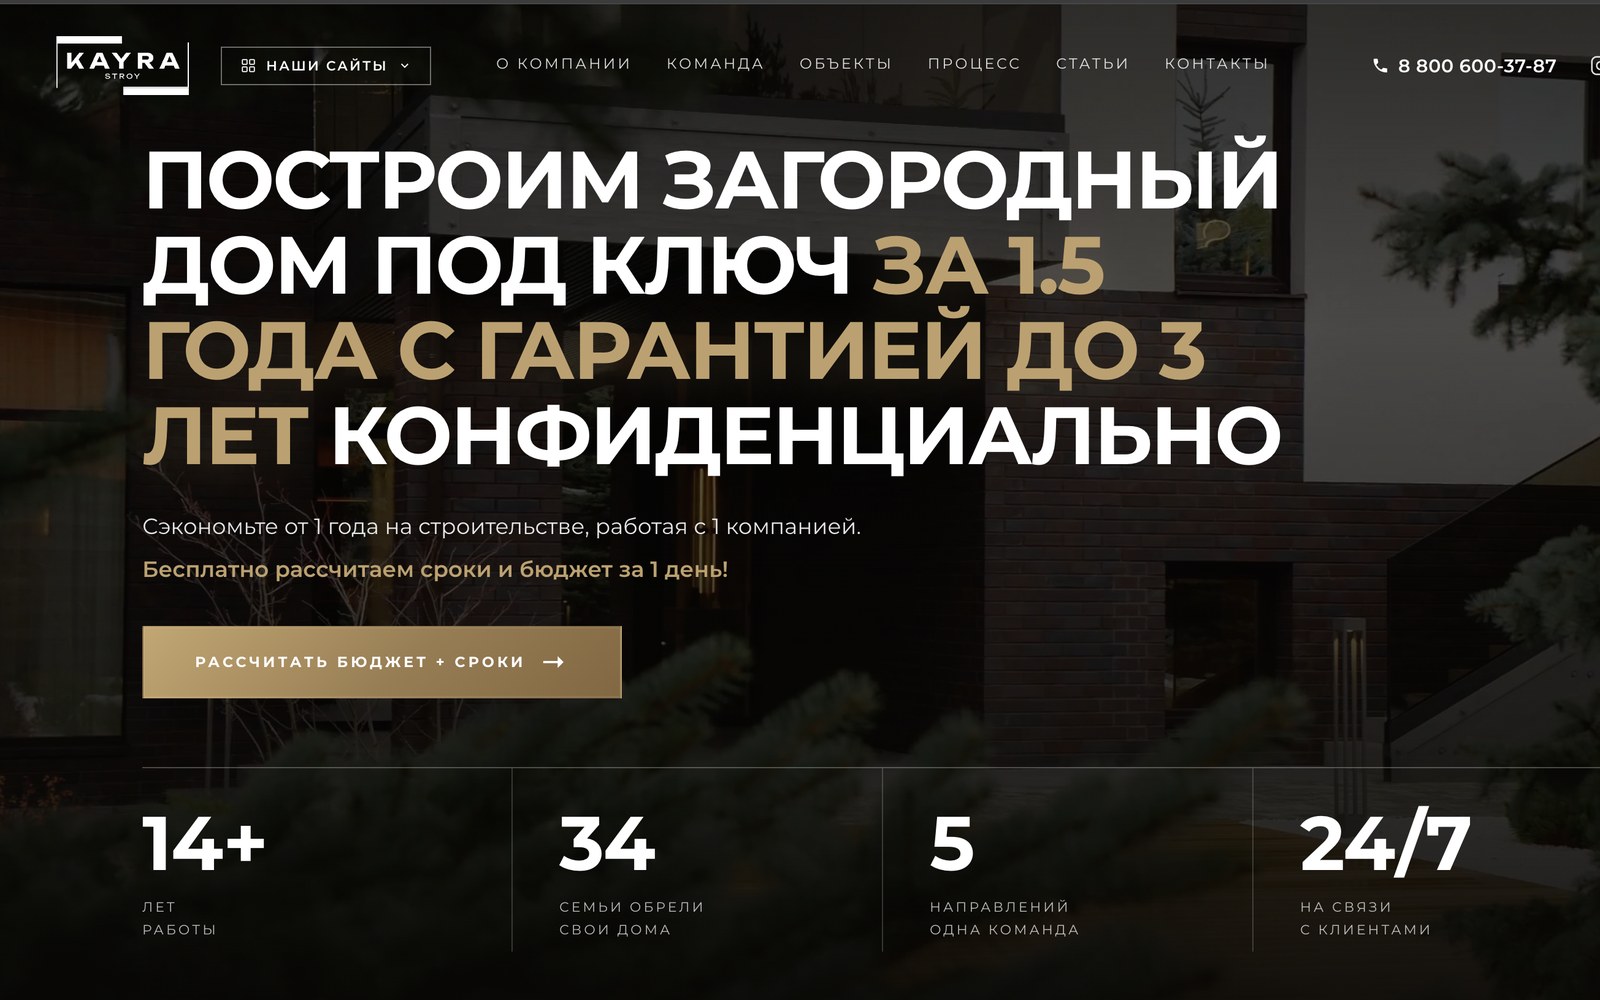 KAYRA
STROY
НАШИ САЙТЫ
О КОМПАНИИ
КОМАНДА
ОБЪЕКТЫ
ПРОЦЕСС
СТАТЬИ
КОНТАКТЫ
8 800 600-37-87
ПОСТРОИМ ЗАГОРОДНЫЙ
ДОМ ПОД КЛЮЧ ЗА 1.5
ГОДА С ГАРАНТИЕЙ ДО 3
ЛЕТ КОНФИДЕНЦИАЛЬНО
Сэкономьте от 1 года на строительстве, работая с 1 компанией.
Бесплатно рассчитаем сроки и бюджет за 1 день!
РАССЧИТАТЬ БЮДЖЕТ + СРОКИ →
14+
ЛЕТ
РАБОТЫ
34
СЕМЬИ ОБРЕЛИ
СВОИ ДОМА
5
НАПРАВЛЕНИЙ
ОДНА КОМАНДА
24/7
НА СВЯЗИ
С КЛИЕНТАМИ